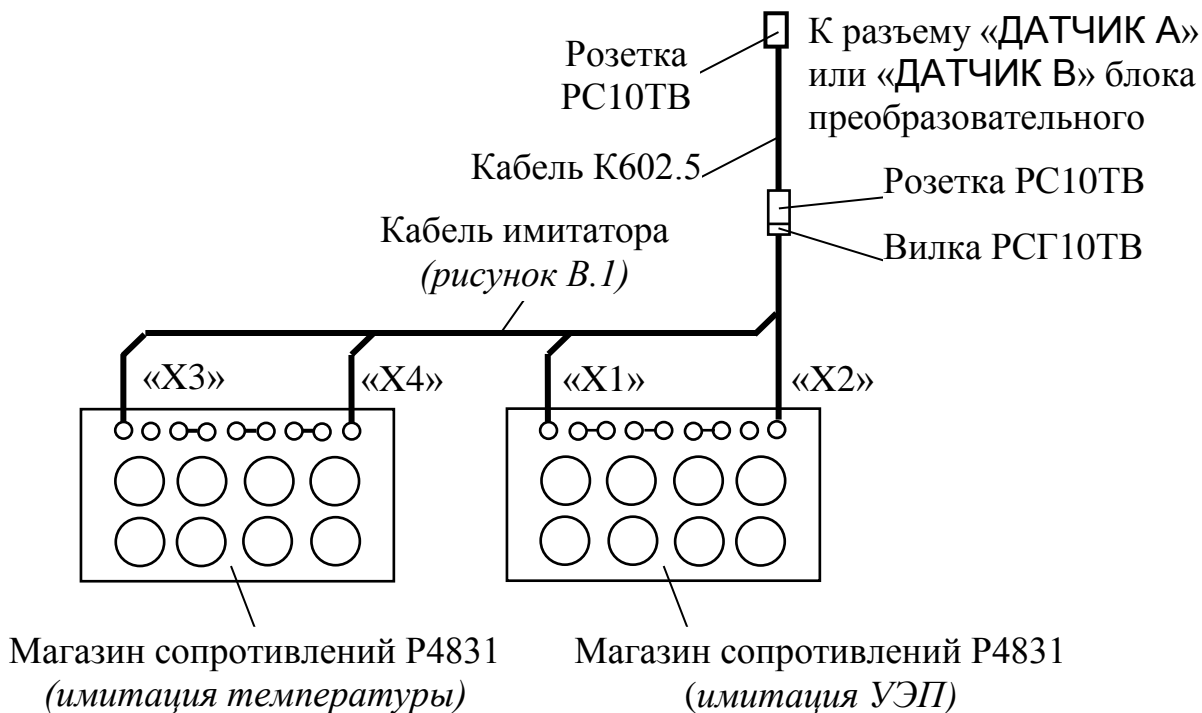 К разъему «ДАТЧИК А»
или «ДАТЧИК В» блока
преобразовательного
Розетка
РС10ТВ
Кабель К602.5
Розетка РС10ТВ
Вилка РСГ10ТВ
Кабель имитатора
(рисунок В.1)
«Х3»
«Х4»
«Х1»
«Х2»
Магазин сопротивлений Р4831
(имитация температуры)
Магазин сопротивлений Р4831
(имитация УЭП)